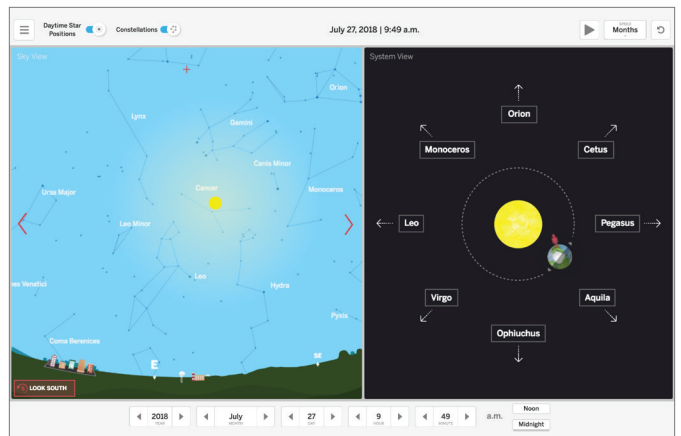 Daytime Star
Positions
Constellations
July 27, 2018 | 9:49 a.m.
SPEED
Months
Sky View
Orion
Lynx
Gemini
Canis Minor
Cancer
Monoceros
Ursa Major
Leo Minor
Leo
Hydra
nes Venatici
Pyxis
Coma Berenices
E
SE
LOOK SOUTH
System View
Orion
Monoceros
Cetus
Leo
Pegasus
Virgo
Aquila
Ophiuchus
2018
YEAR
July
MONTH
27
DAY
9
HOUR
49
MINUTE
a.m.
Noon
Midnight